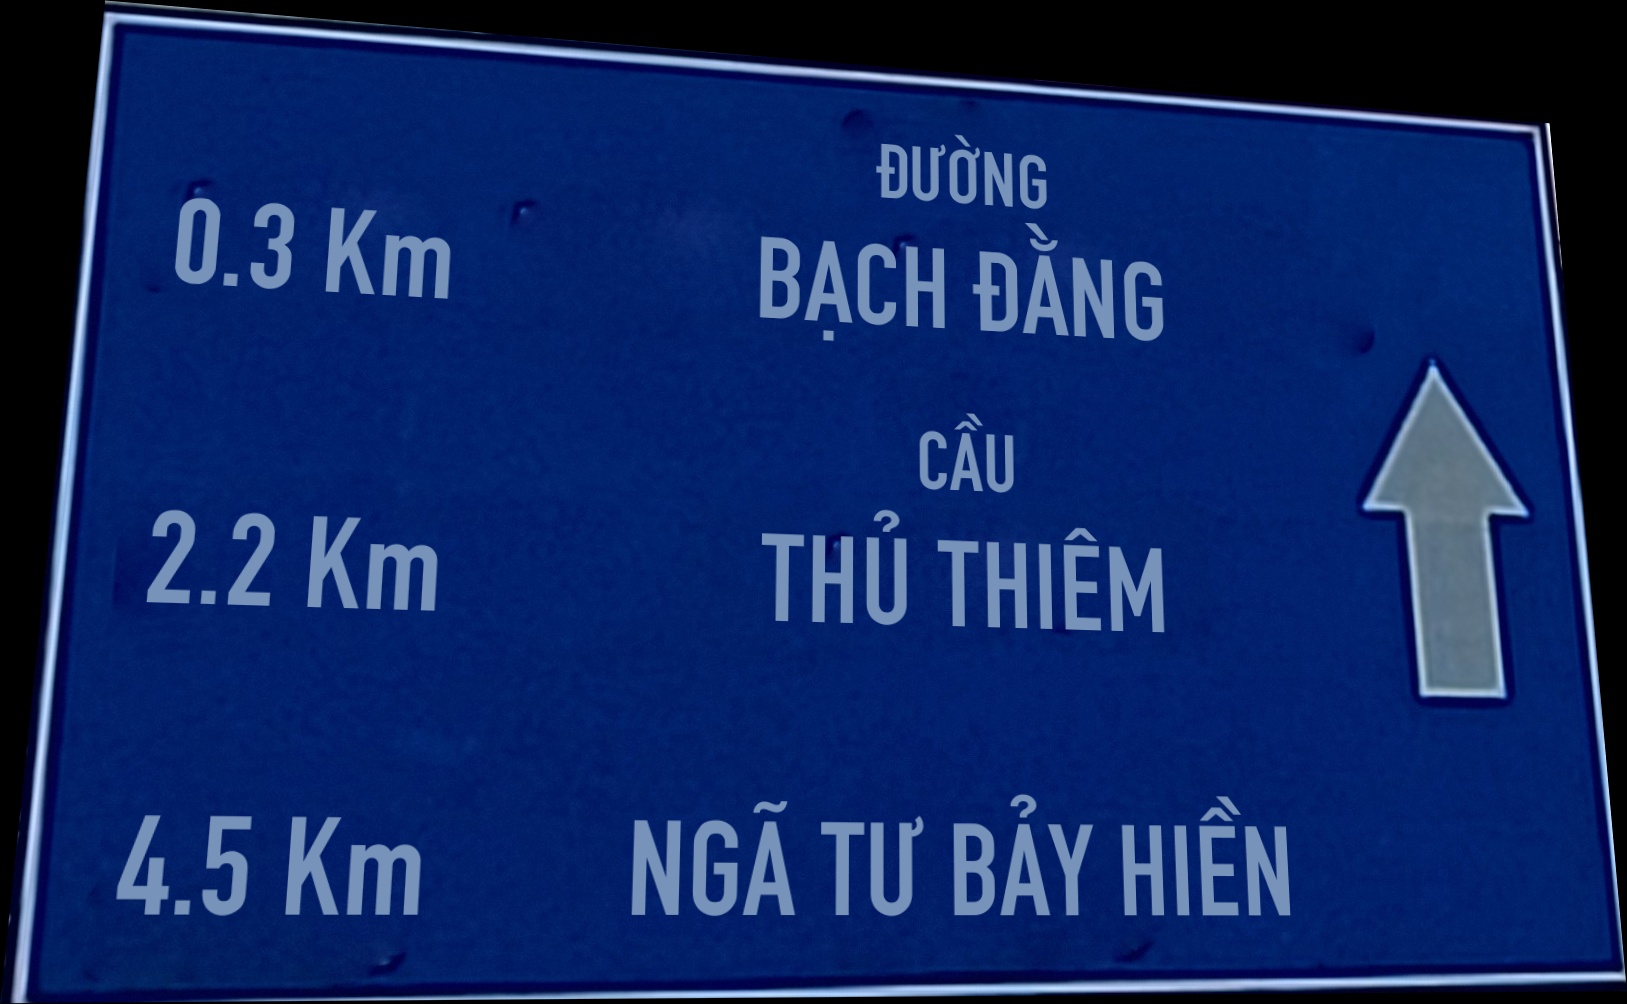 ĐƯỜNG
0.3 Km BẠCH ĐẰNG
CẦU
2.2 Km THỦ THIÊM
4.5 Km NGÃ TƯ BẢY HIỀN